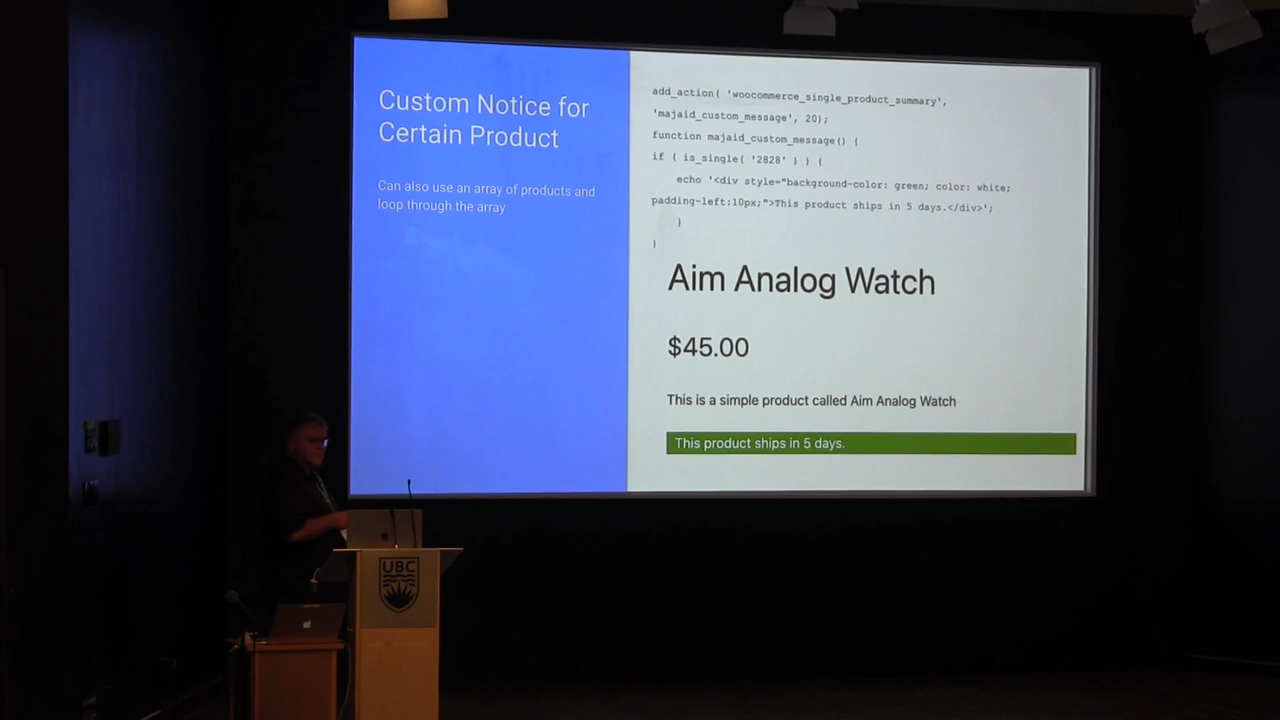 Custom Notice for
Certain Product
Can also use an array of products and
loop through the array
add_action( 'woocommerce_single_product_summary',
'majaid_custom_message', 20);
function majaid_custom_message() {
if ( is_single( '2828' ) ) {
echo '<div style="background-color: green; color: white;
padding-left:10px;">This product ships in 5 days.</div>';
}
}
Aim Analog Watch
$45.00
This is a simple product called Aim Analog Watch
This product ships in 5 days.
UBC